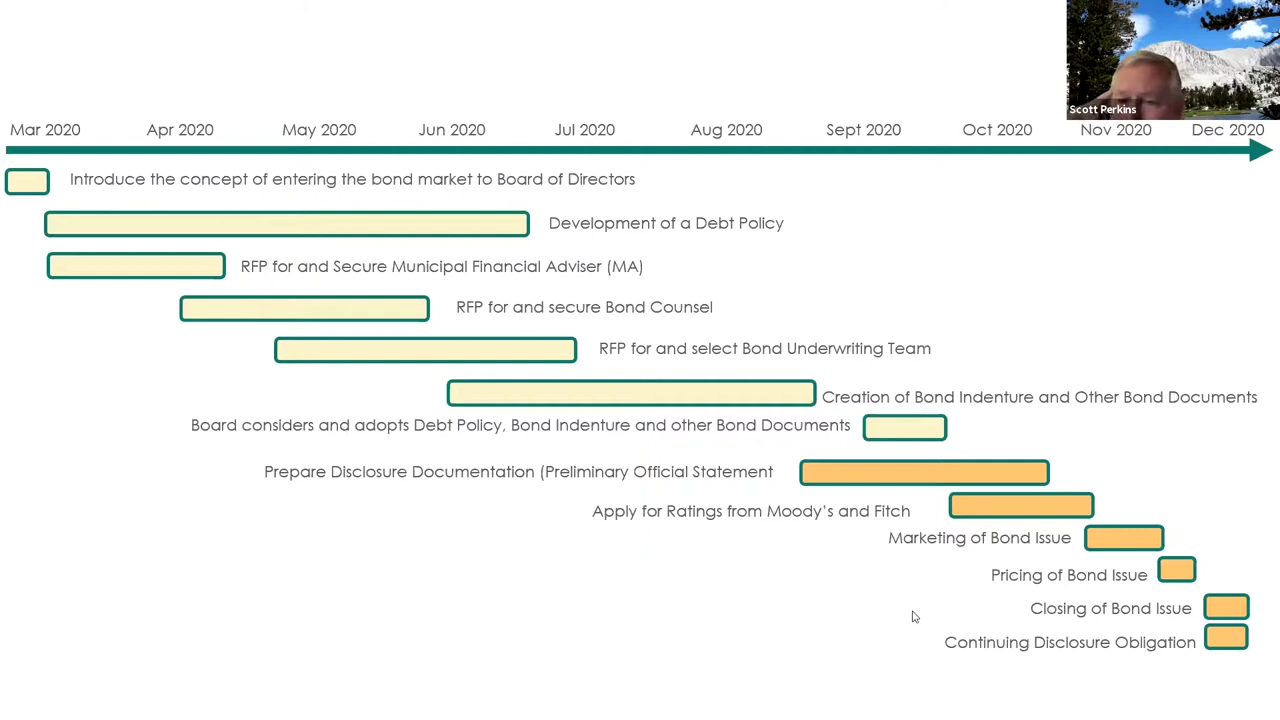 Scott Perkins
Mar 2020
Apr 2020
May 2020
Jun 2020
Jul 2020
Aug 2020
Sept 2020
Oct 2020
Nov 2020
Dec 2020
Introduce the concept of entering the bond market to Board of Directors
Development of a Debt Policy
RFP for and Secure Municipal Financial Adviser (MA)
RFP for and secure Bond Counsel
RFP for and select Bond Underwriting Team
Creation of Bond Indenture and Other Bond Documents
Board considers and adopts Debt Policy, Bond Indenture and other Bond Documents
Prepare Disclosure Documentation (Preliminary Official Statement
Apply for Ratings from Moody's and Fitch
Marketing of Bond Issue
Pricing of Bond Issue
Closing of Bond Issue
Continuing Disclosure Obligation